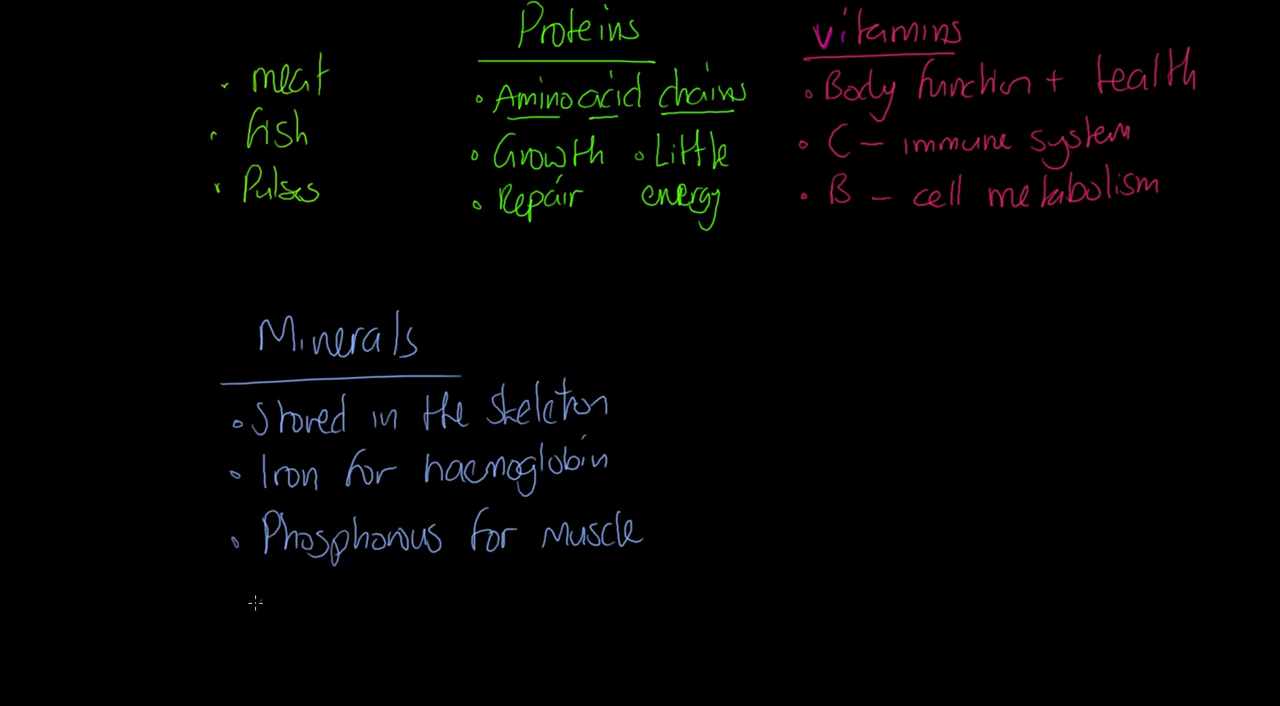 • meat
• fish
• Pulses
Proteins
• Amino acid chains
• Growth • Little
• Repair energy
vitamins
• Body function + health
• C – immune system
• B – cell metabolism
Minerals
• Stored in the skeleton
• Iron for haemoglobin
• Phosphorous for muscle